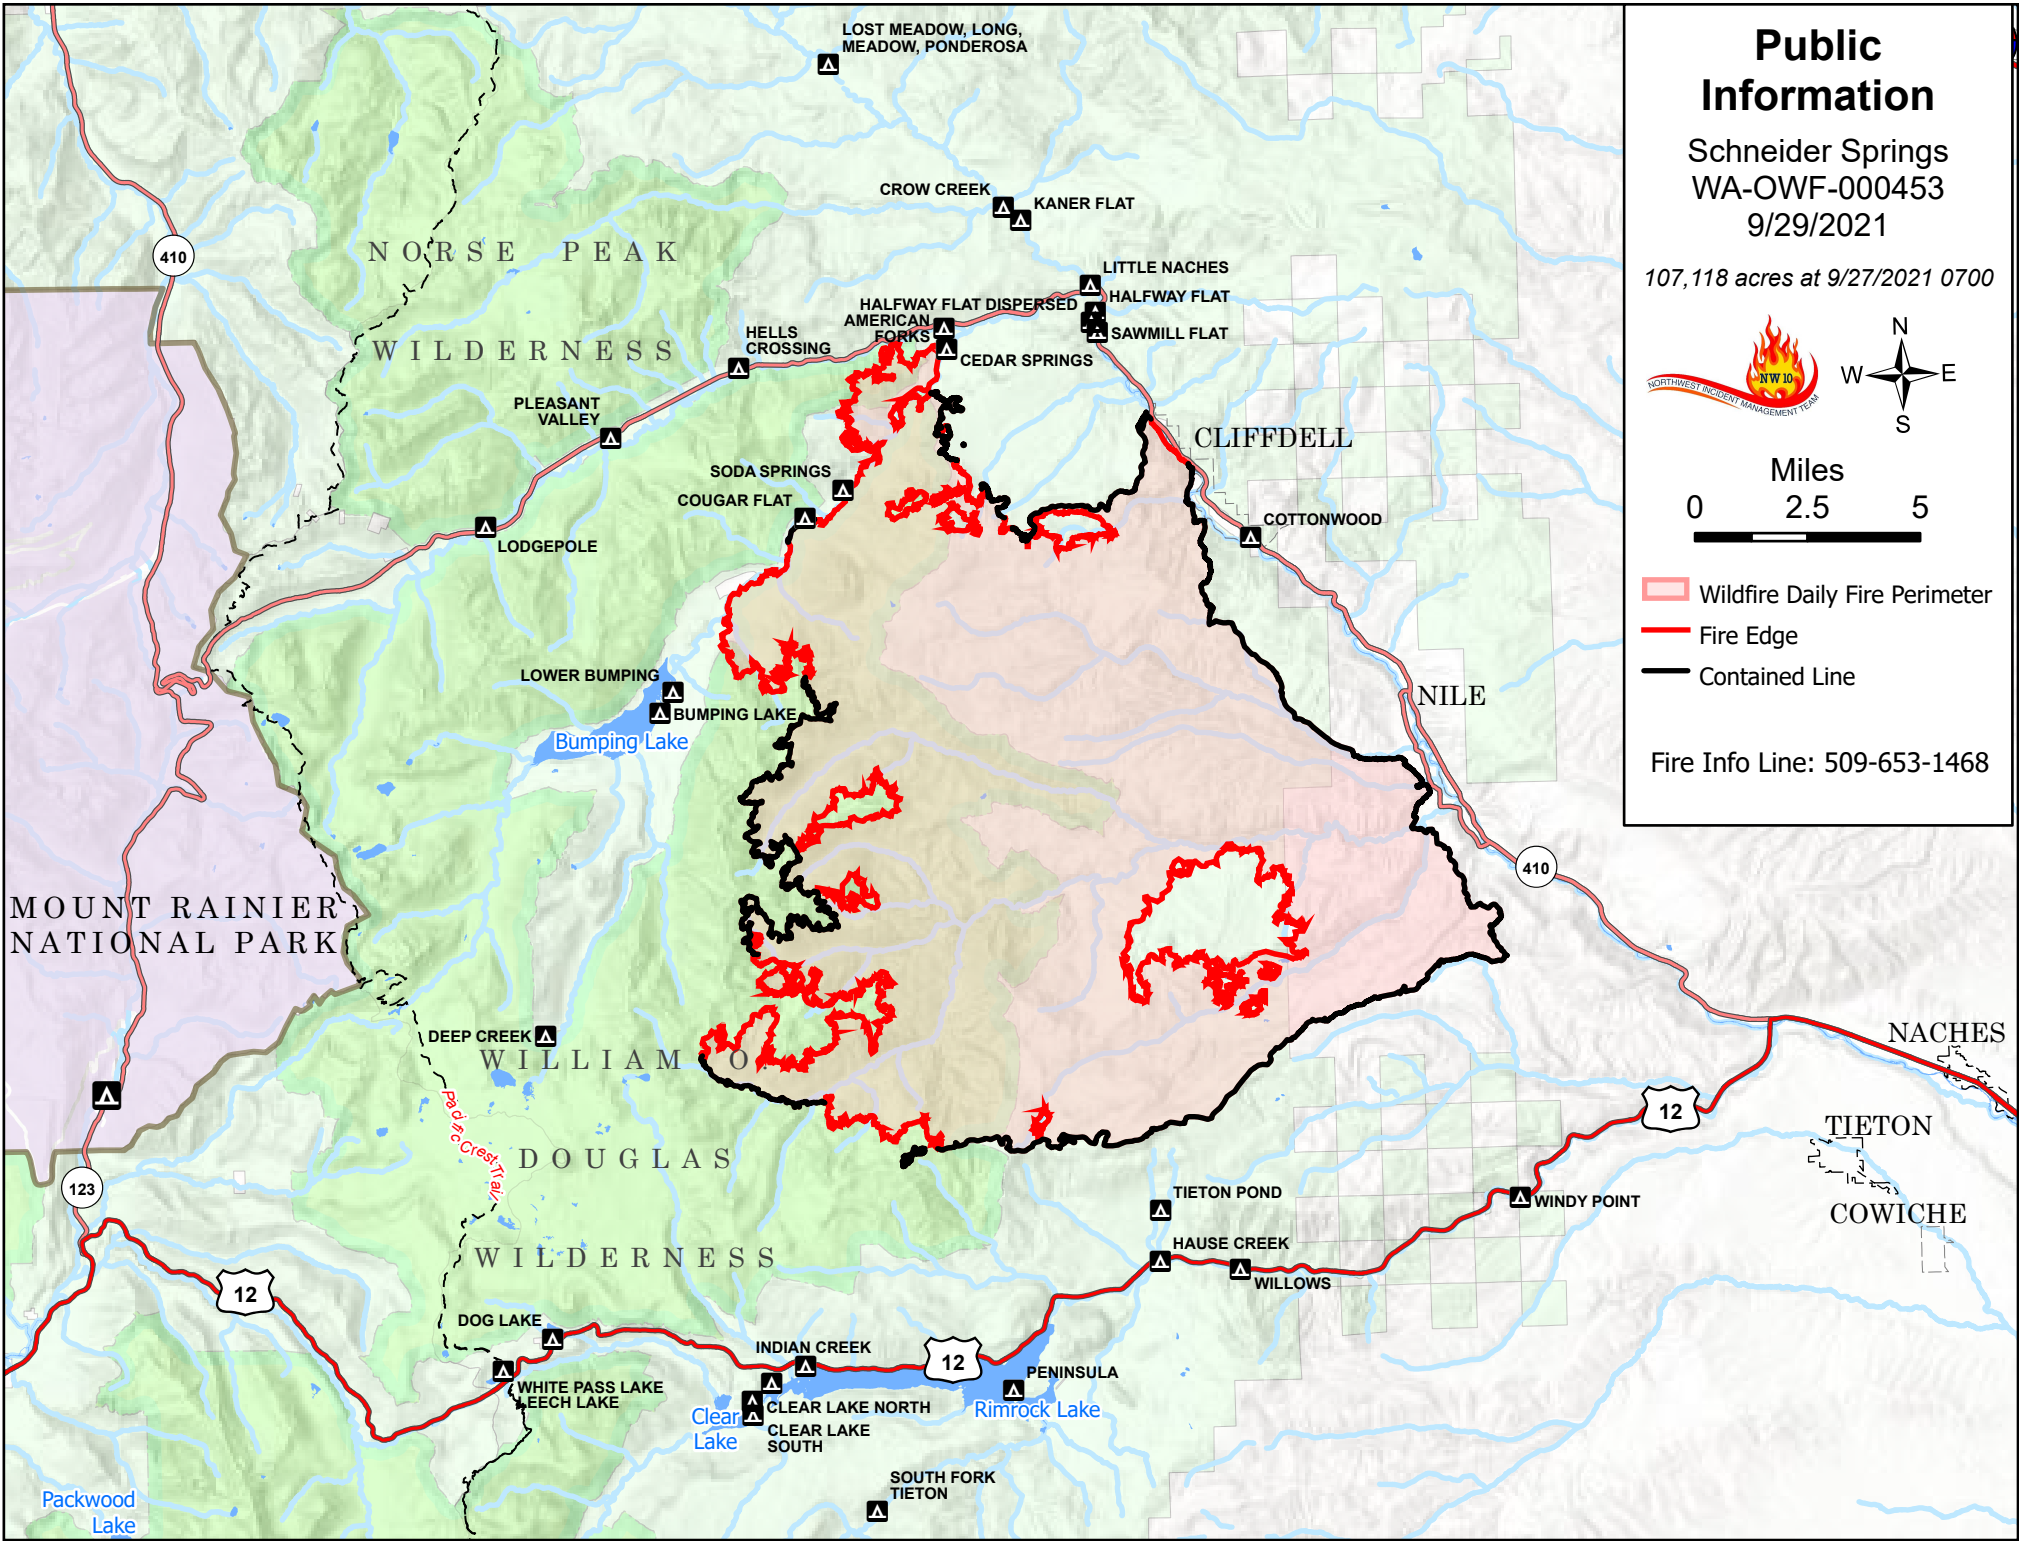 LOST MEADOW, LONG,
MEADOW, PONDEROSA
CROW CREEK
KANER FLAT
410
NORSE PEAK
WILDERNESS
LITTLE NACHES
HALFWAY FLAT DISPERSED
HALFWAY FLAT
AMERICAN
FORKS
SAWMILL FLAT
HELLS
CROSSING
CEDAR SPRINGS
PLEASANT
VALLEY
CLIFFDELL
SODA SPRINGS
COUGAR FLAT
COTTONWOOD
LODGEPOLE
LOWER BUMPING
BUMPING LAKE
Bumping Lake
NILE
410
MOUNT RAINIER
NATIONAL PARK
DEEP CREEK
WILLIAM O.
DOUGLAS
WILDERNESS
Pacific Crest Trail
NACHES
12
TIETON
COWICHE
123
TIETON POND
WINDY POINT
HAUSE CREEK
WILLOWS
12
DOG LAKE
INDIAN CREEK
12
PENINSULA
WHITE PASS LAKE
LEECH LAKE
CLEAR LAKE NORTH
Rimrock Lake
Clear
Lake
CLEAR LAKE
SOUTH
SOUTH FORK
TIETON
Packwood
Lake
Public
Information
Schneider Springs
WA-OWF-000453
9/29/2021
107,118 acres at 9/27/2021 0700
NW 10
NORTHWEST INCIDENT MANAGEMENT TEAM
N
W E
S
Miles
0 2.5 5
Wildfire Daily Fire Perimeter
Fire Edge
Contained Line
Fire Info Line: 509-653-1468